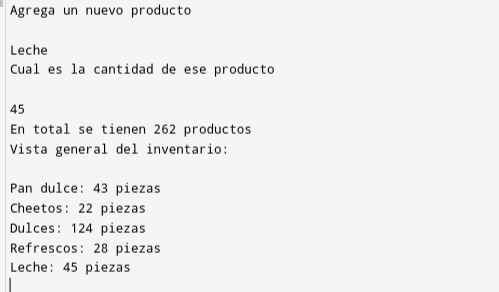 Agrega un nuevo producto
Leche
Cual es la cantidad de ese producto
45
En total se tienen 262 productos
Vista general del inventario:
Pan dulce: 43 piezas
Cheetos: 22 piezas
Dulces: 124 piezas
Refrescos: 28 piezas
Leche: 45 piezas